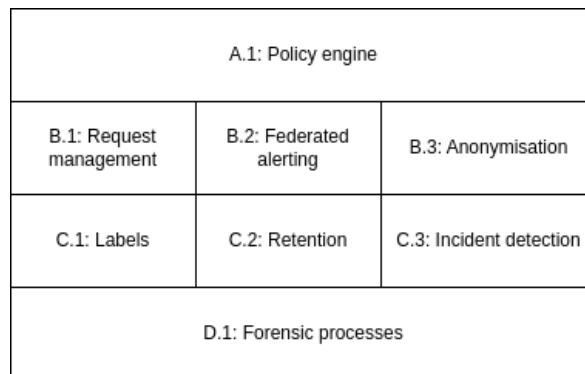 A.1: Policy engine
B.1: Request
management
B.2: Federated
alerting
B.3: Anonymisation
C.1: Labels
C.2: Retention
C.3: Incident detection
D.1: Forensic processes